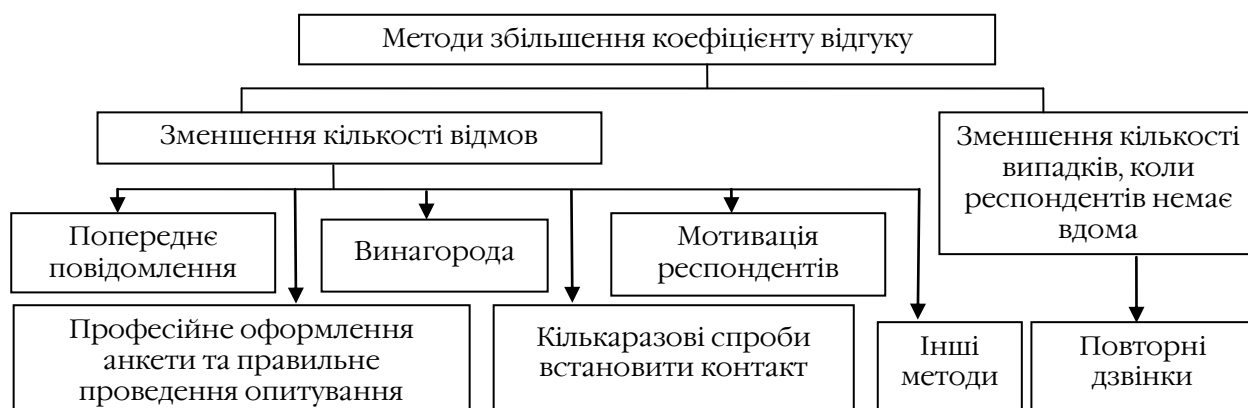 Методи збільшення коефіцієнту відгуку
Зменшення кількості відмов
Зменшення кількості
випадків, коли
респондентів немає
вдома
Попереднє
повідомлення
Винагорода
Мотивація
респондентів
Професійне оформлення
анкети та правильне
проведення опитування
Кількаразові спроби
встановити контакт
Інші
методи
Повторні
дзвінки